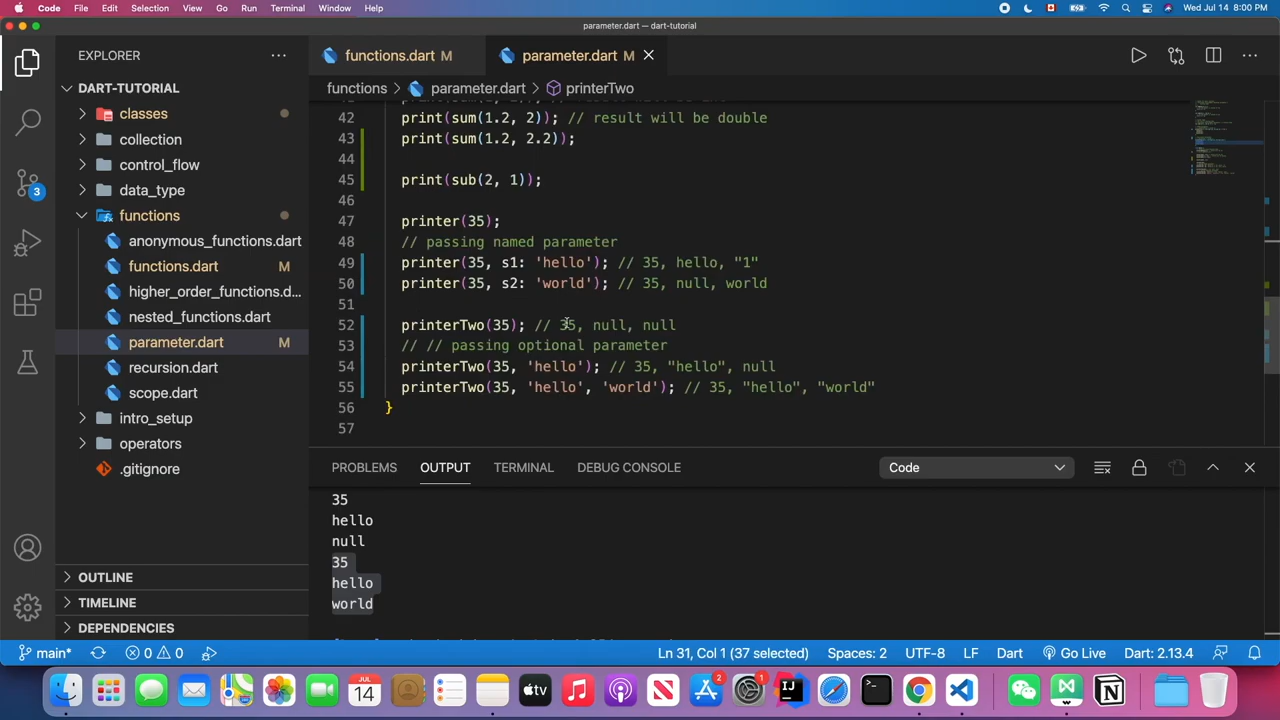 Code File Edit Selection View Go Run Terminal Window Help
Wed Jul 14 8:00 PM
parameter.dart — dart-tutorial
EXPLORER
functions.dart M
parameter.dart M
DART-TUTORIAL
functions > parameter.dart > printerTwo
classes
collection
control_flow
data_type
functions
anonymous_functions.dart
functions.dart M
higher_order_functions.d...
nested_functions.dart
parameter.dart M
recursion.dart
scope.dart
intro_setup
operators
.gitignore
3
42 print(sum(1.2, 2)); // result will be double
43 print(sum(1.2, 2.2));
44
45 print(sub(2, 1));
46
47 printer(35);
48 // passing named parameter
49 printer(35, s1: 'hello'); // 35, hello, "1"
50 printer(35, s2: 'world'); // 35, null, world
51
52 printerTwo(35); // 35, null, null
53 // // passing optional parameter
54 printerTwo(35, 'hello'); // 35, "hello", null
55 printerTwo(35, 'hello', 'world'); // 35, "hello", "world"
56 }
57
PROBLEMS OUTPUT TERMINAL DEBUG CONSOLE
Code
35
hello
null
35
hello
world
OUTLINE
TIMELINE
DEPENDENCIES
main* 0 0 Ln 31, Col 1 (37 selected) Spaces: 2 UTF-8 LF Dart Go Live Dart: 2.13.4
JUL
14
tv
N
2
1
IJ
N